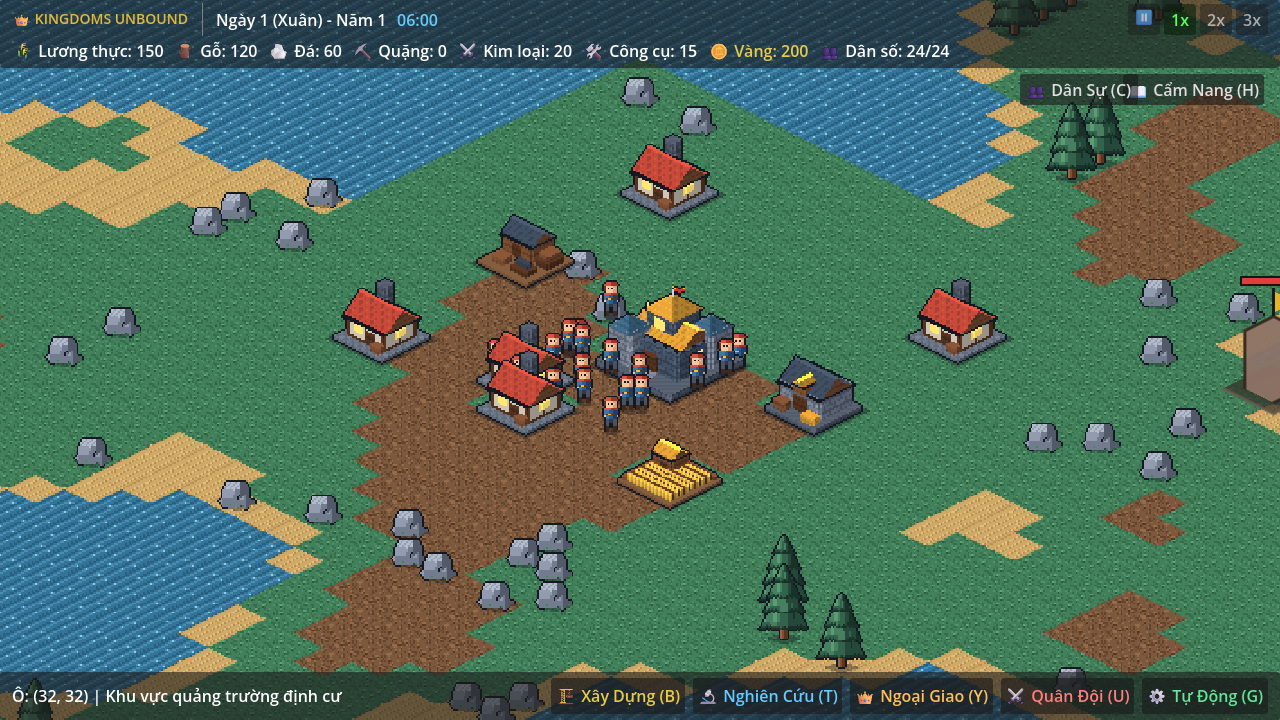 KINGDOMS UNBOUND Ngày 1 (Xuân) - Năm 1 06:00 1x 2x 3x
Lương thực: 150 Gỗ: 120 Đá: 60 Quặng: 0 Kim loại: 20 Công cụ: 15 Vàng: 200 Dân số: 24/24
Dân Sự (C) Cẩm Nang (H)
Ô: (32, 32) | Khu vực quảng trường định cư Xây Dựng (B) Nghiên Cứu (T) Ngoại Giao (Y) Quân Đội (U) Tự Động (G)